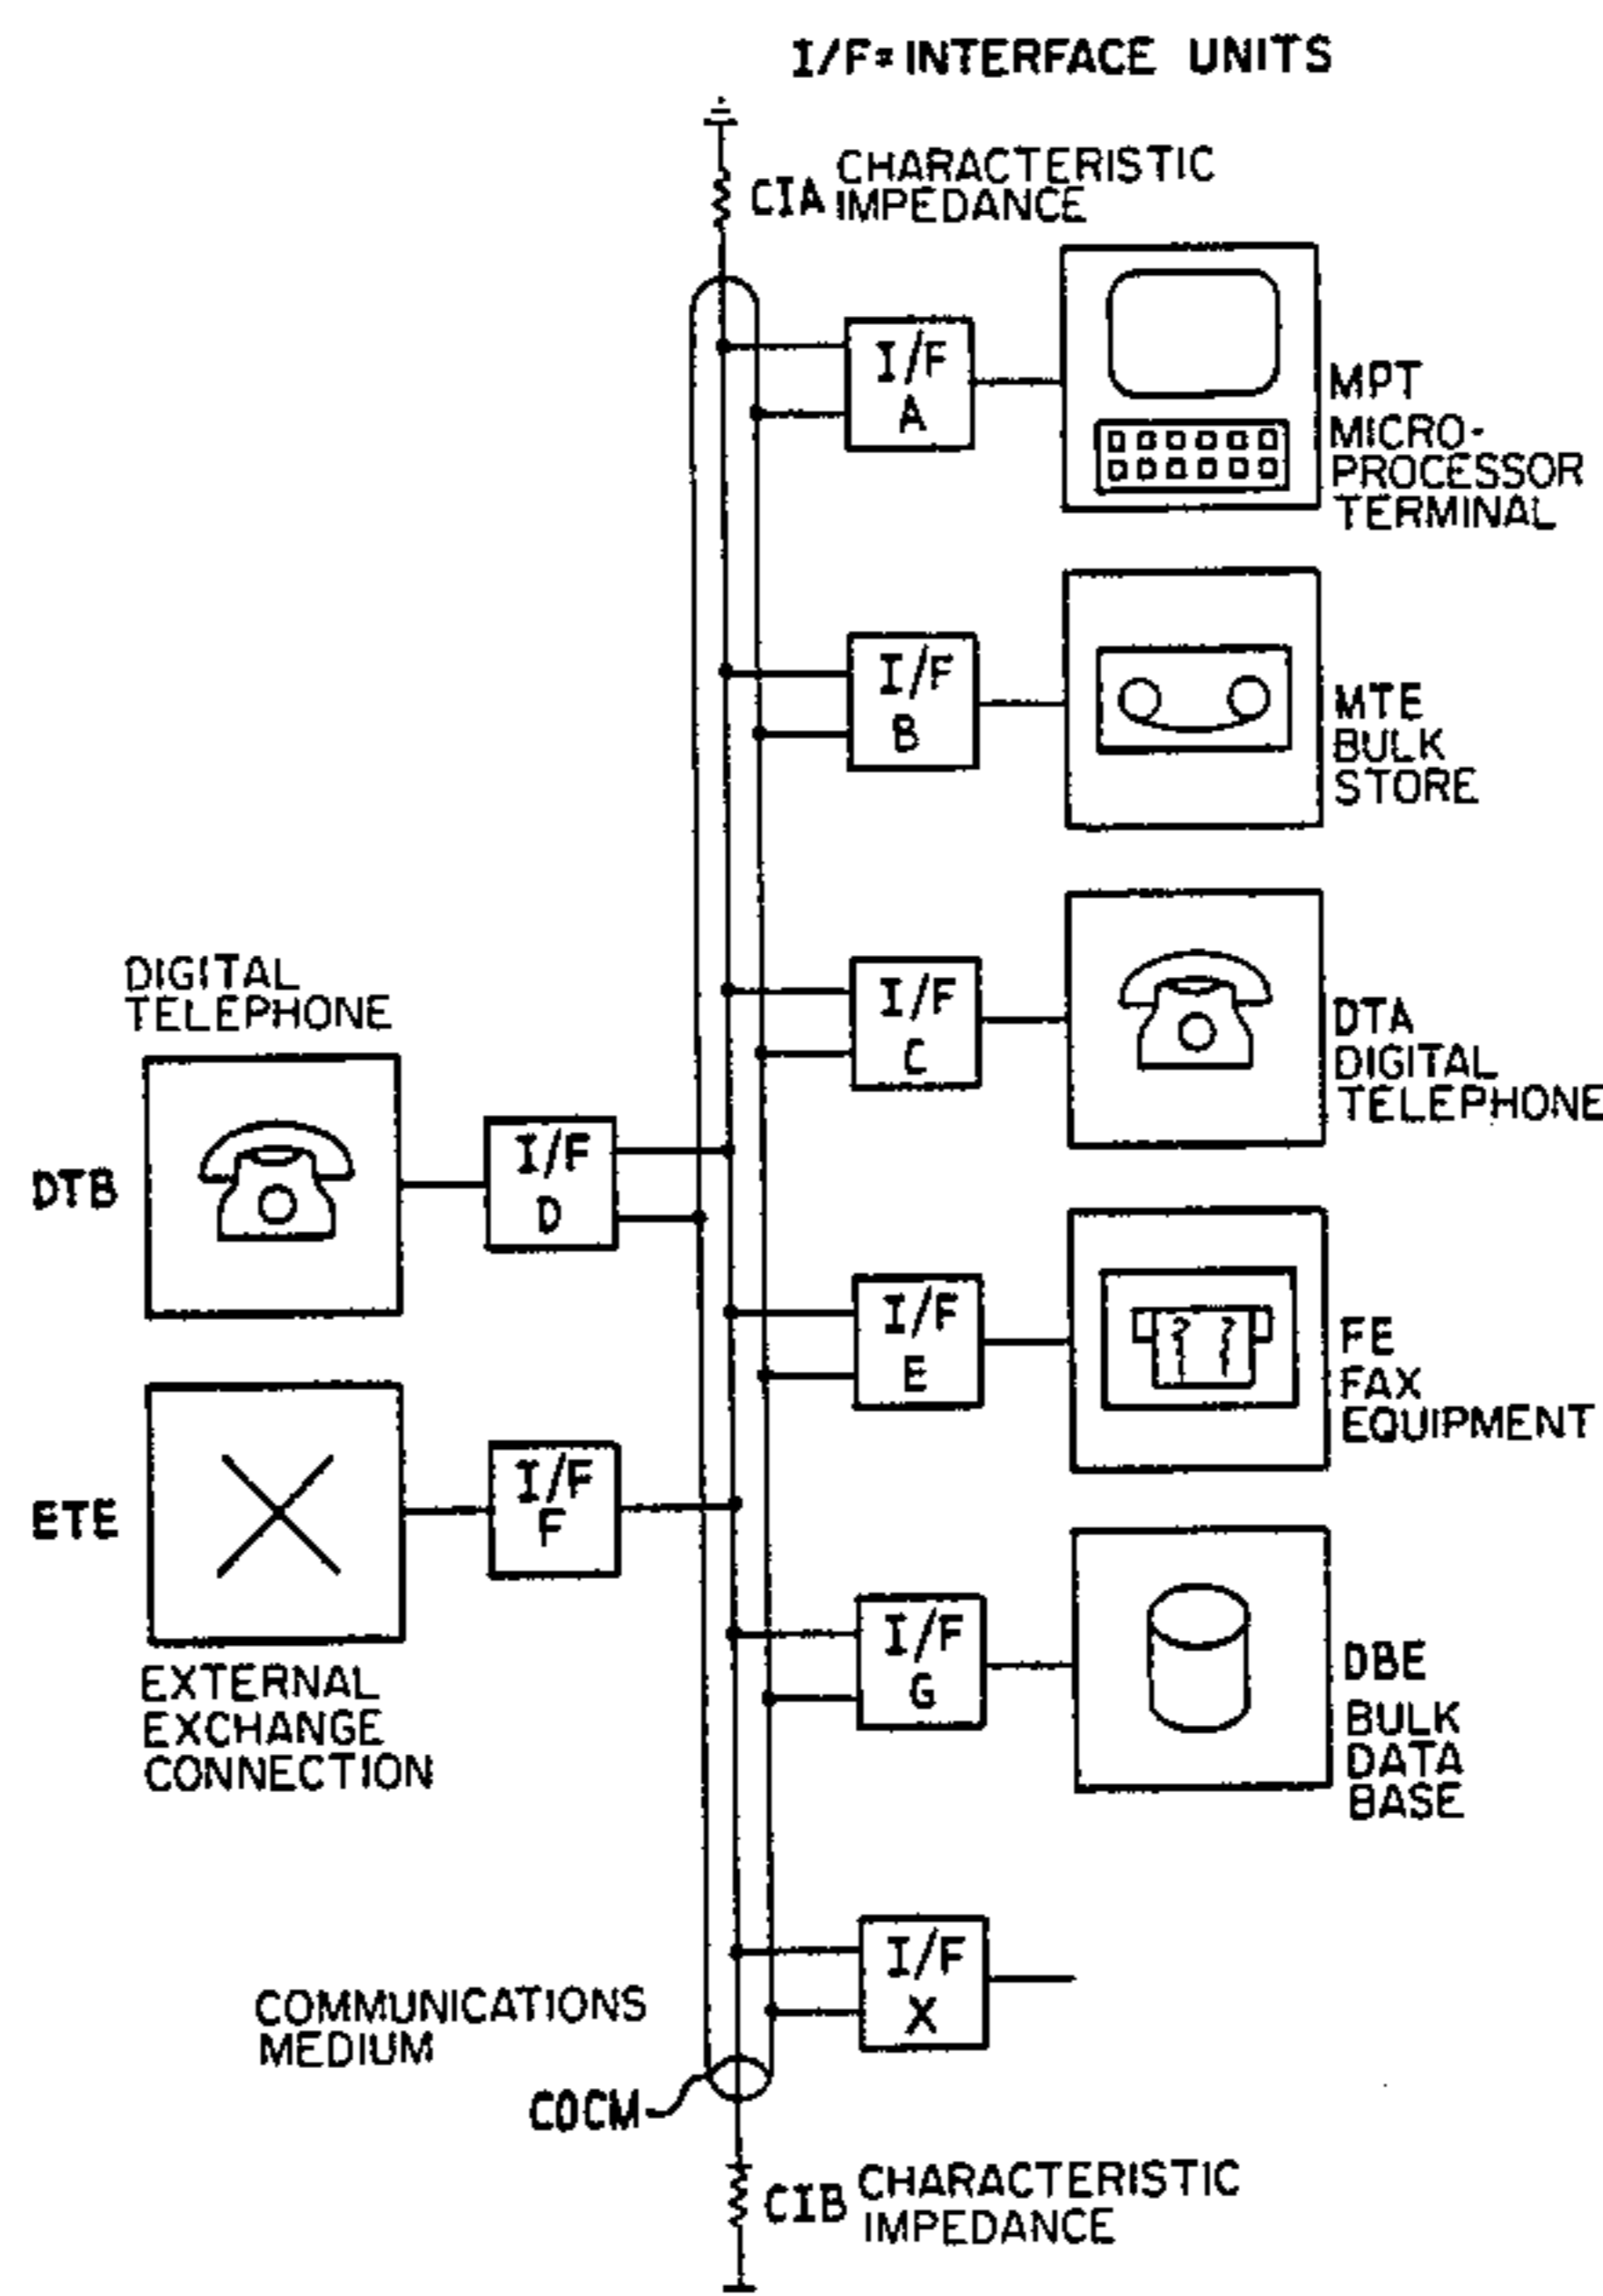 I/F=INTERFACE UNITS
CIA CHARACTERISTIC
IMPEDANCE
I/F
A
MPT
MICRO-
PROCESSOR
TERMINAL
I/F
B
MTE
BULK
STORE
I/F
C
DTA
DIGITAL
TELEPHONE
DIGITAL
TELEPHONE
DTB
I/F
D
I/F
E
FE
FAX
EQUIPMENT
ETE
I/F
F
EXTERNAL
EXCHANGE
CONNECTION
I/F
G
DBE
BULK
DATA
BASE
I/F
X
COMMUNICATIONS
MEDIUM
COCM
CIB CHARACTERISTIC
IMPEDANCE